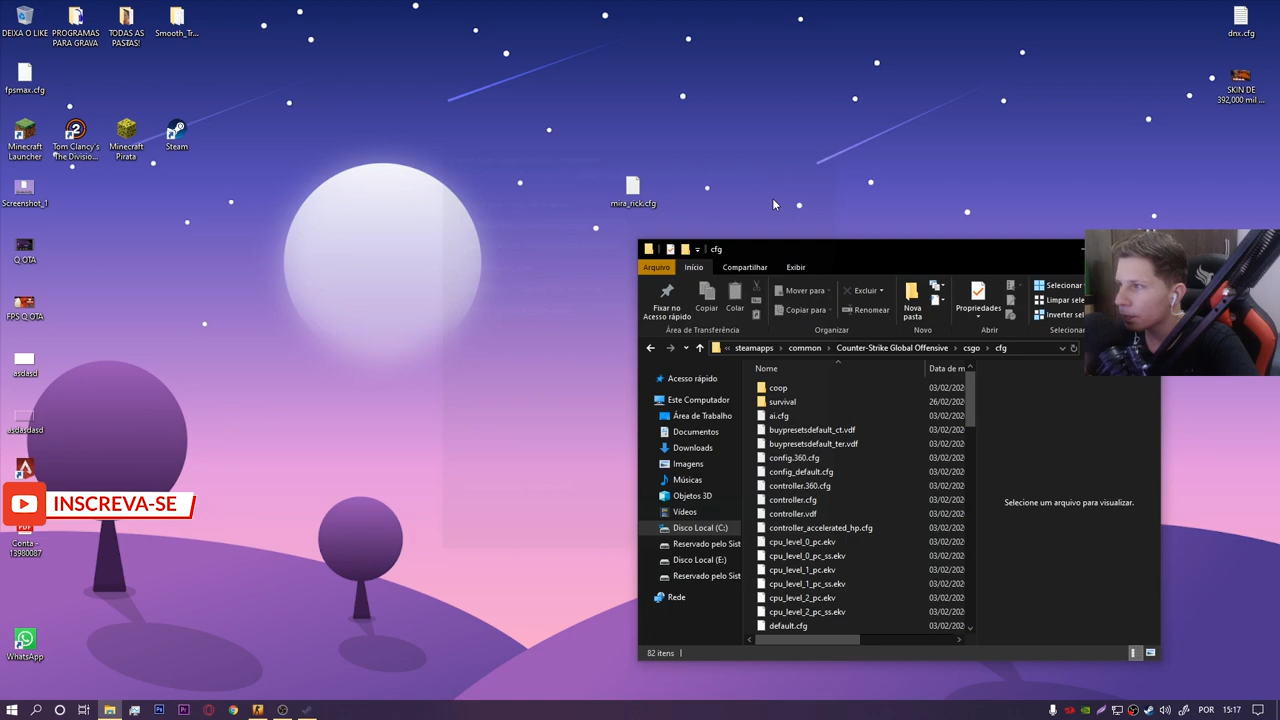 DEIXA O LIKE
PROGRAMAS
PARA GRAVA
TODAS AS
PASTAS!
Smooth_Tr...
dnx.cfg
fpsmax.cfg
SKIN DE
392,000 mil ...
Minecraft
Launcher
Tom Clancy's
The Divisio...
Minecraft
Pirata
Steam
Screenshot_1
mira_rick.cfg
Q OTA
FPS Q OTA
asdasd
asdasdasd
INSCREVA-SE
PDF
Conta -
13980087
WhatsApp
cfg
Arquivo
Início
Compartilhar
Exibir
Fixar no
Acesso rápido
Copiar
Colar
Mover para
Copiar para
Excluir
Renomear
Nova
pasta
Propriedades
Selecionar
Limpar sele
Inverter sele
Área de Transferência
Organizar
Novo
Abrir
Selecionar
steamapps
common
Counter-Strike Global Offensive
csgo
cfg
Nome
Data de m
Acesso rápido
Este Computador
Área de Trabalho
Documentos
Downloads
Imagens
Músicas
Objetos 3D
Vídeos
Disco Local (C:)
Reservado pelo Sist
Disco Local (E:)
Reservado pelo Sist
Rede
coop 03/02/202
survival 26/02/202
ai.cfg 03/02/202
buypresetsdefault_ct.vdf 03/02/202
buypresetsdefault_ter.vdf 03/02/202
config.360.cfg 03/02/202
config_default.cfg 03/02/202
controller.360.cfg 03/02/202
controller.cfg 03/02/202
controller.vdf 03/02/202
controller_accelerated_hp.cfg 03/02/202
cpu_level_0_pc.ekv 03/02/202
cpu_level_0_pc_ss.ekv 03/02/202
cpu_level_1_pc.ekv 03/02/202
cpu_level_1_pc_ss.ekv 03/02/202
cpu_level_2_pc.ekv 03/02/202
cpu_level_2_pc_ss.ekv 03/02/202
default.cfg 03/02/202
Selecione um arquivo para visualizar.
82 itens
POR
15:17